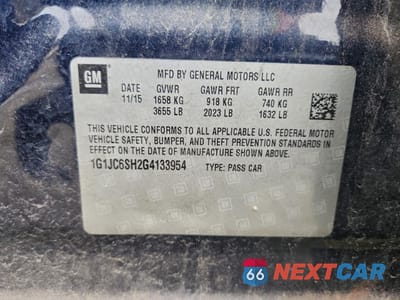 GM
MFD BY GENERAL MOTORS LLC
DATE GVWR GAWR FRT GAWR RR
11/15 1658 KG 918 KG 740 KG
3655 LB 2023 LB 1632 LB
THIS VEHICLE CONFORMS TO ALL APPLICABLE U.S. FEDERAL MOTOR
VEHICLE SAFETY, BUMPER, AND THEFT PREVENTION STANDARDS
IN EFFECT ON THE DATE OF MANUFACTURE SHOWN ABOVE.
1G1JC6SH2G4133954 TYPE: PASS CAR
66 NEXTCAR